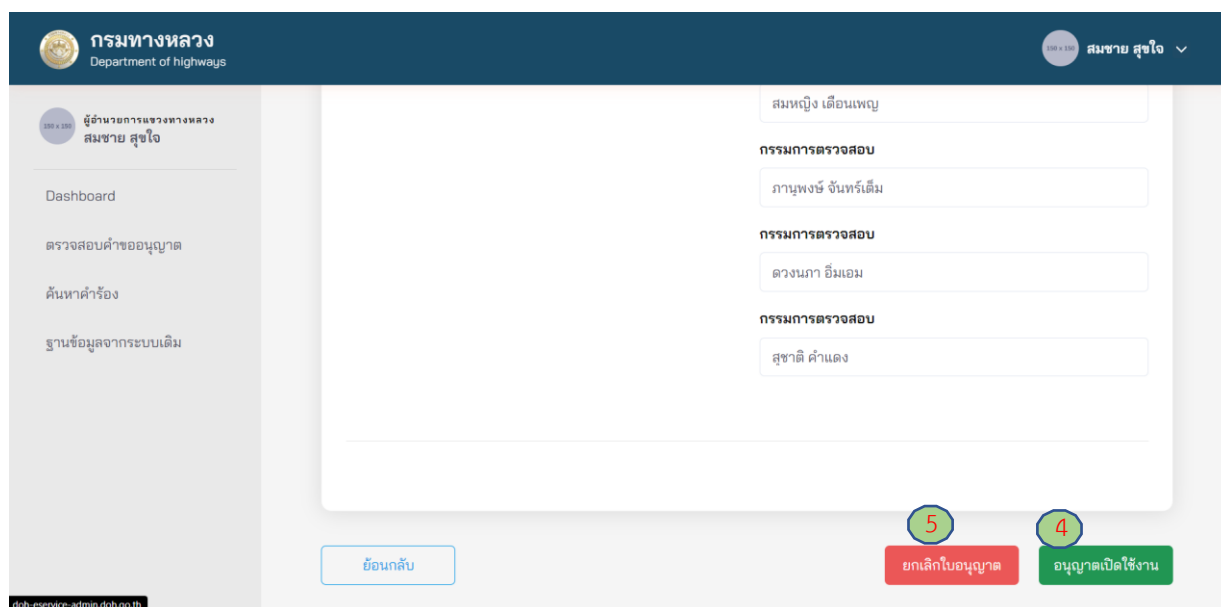 กรมทางหลวง
Department of highways
150 x 150
สมชาย สุขใจ
150 x 150
ผู้อำนวยการแขวงทางหลวง
สมชาย สุขใจ
Dashboard
ตรวจสอบคำขออนุญาต
ค้นหาคำร้อง
ฐานข้อมูลจากระบบเดิม
สมหญิง เดือนเพญ
กรรมการตรวจสอบ
ภานุพงษ์ จันทร์เต็ม
กรรมการตรวจสอบ
ดวงนภา อิ่มเอม
กรรมการตรวจสอบ
สุชาติ คำแดง
5
4
ย้อนกลับ
ยกเลิกใบอนุญาต
อนุญาตเปิดใช้งาน
doh-eservice-admin.doh.go.th